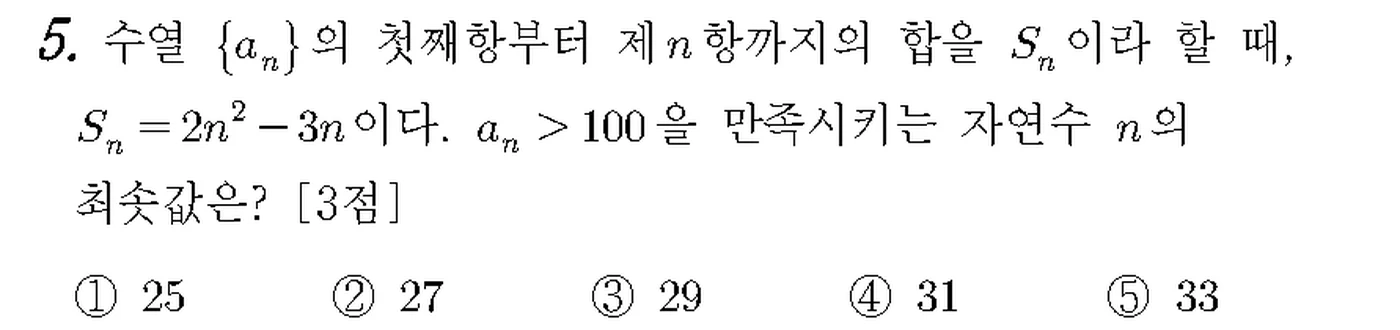 5. 수열 {aₙ}의 첫째항부터 제n항까지의 합을 Sₙ이라 할 때,
Sₙ = 2n² − 3n이다. aₙ > 100을 만족시키는 자연수 n의
최솟값은? [3점]
① 25 ② 27 ③ 29 ④ 31 ⑤ 33